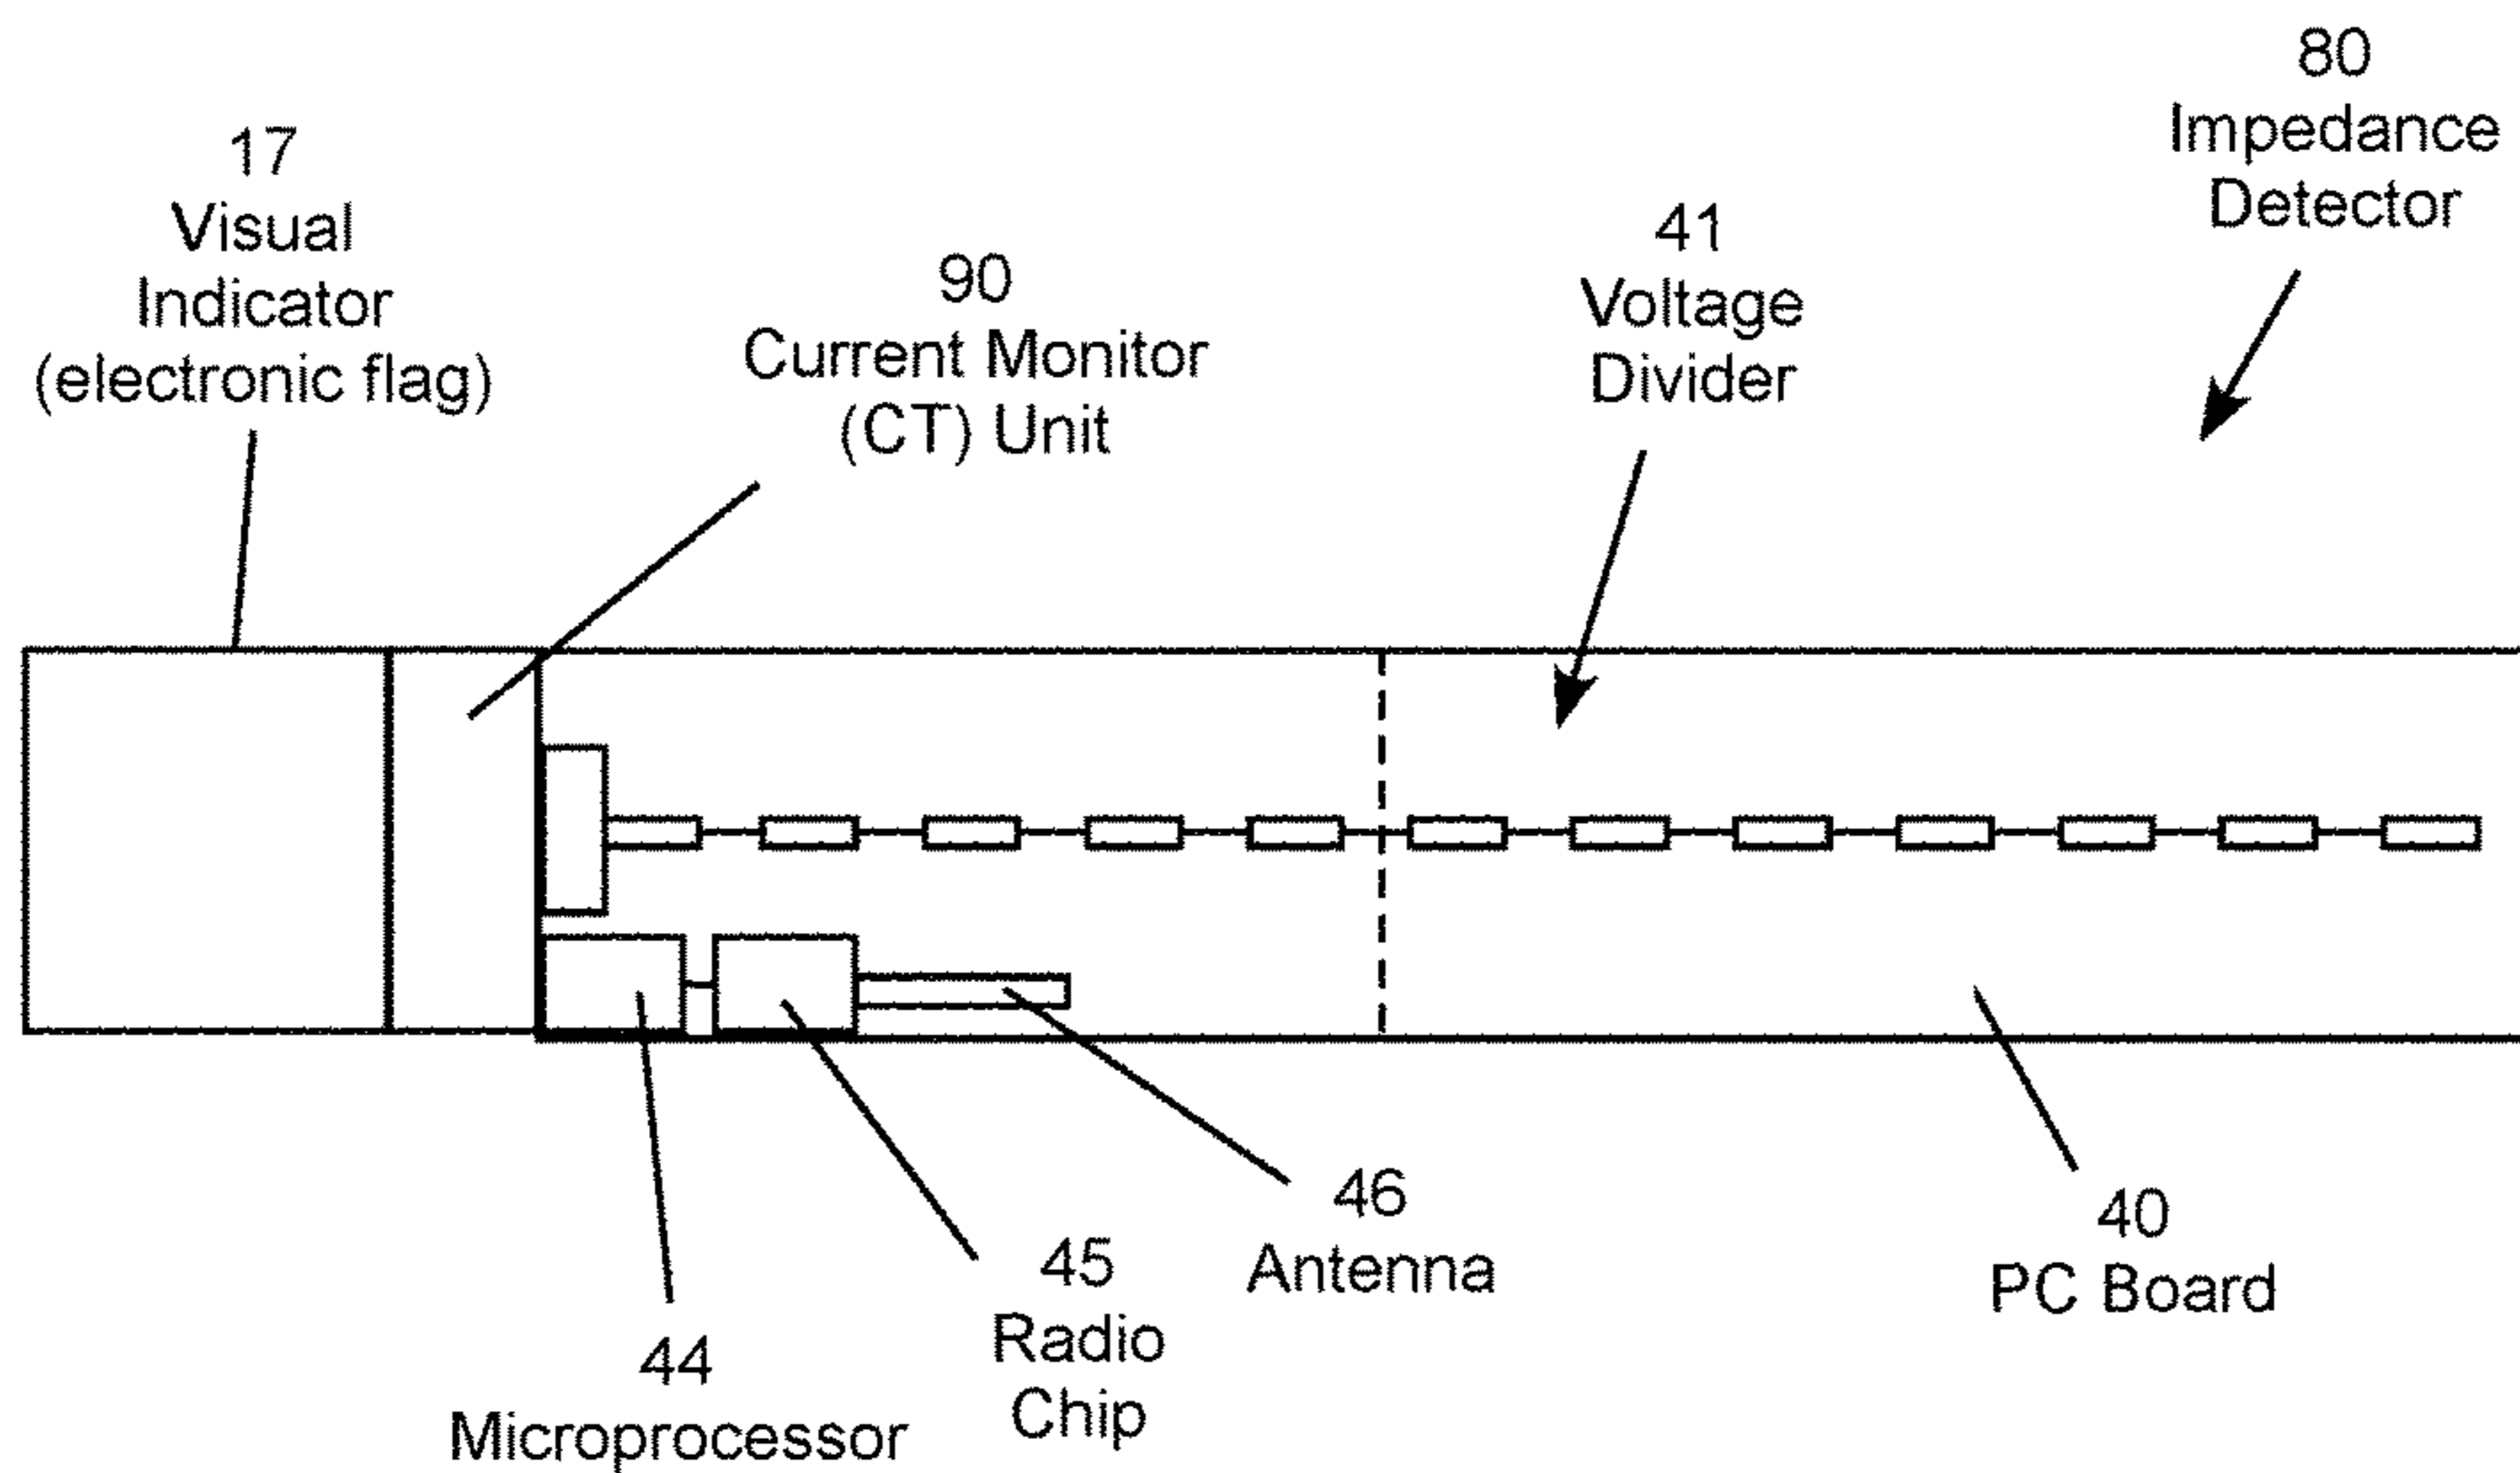 80
Impedance
Detector
17
Visual
Indicator
(electronic flag)
90
Current Monitor
(CT) Unit
41
Voltage
Divider
46
Antenna
40
PC Board
45
Radio
Chip
44
Microprocessor